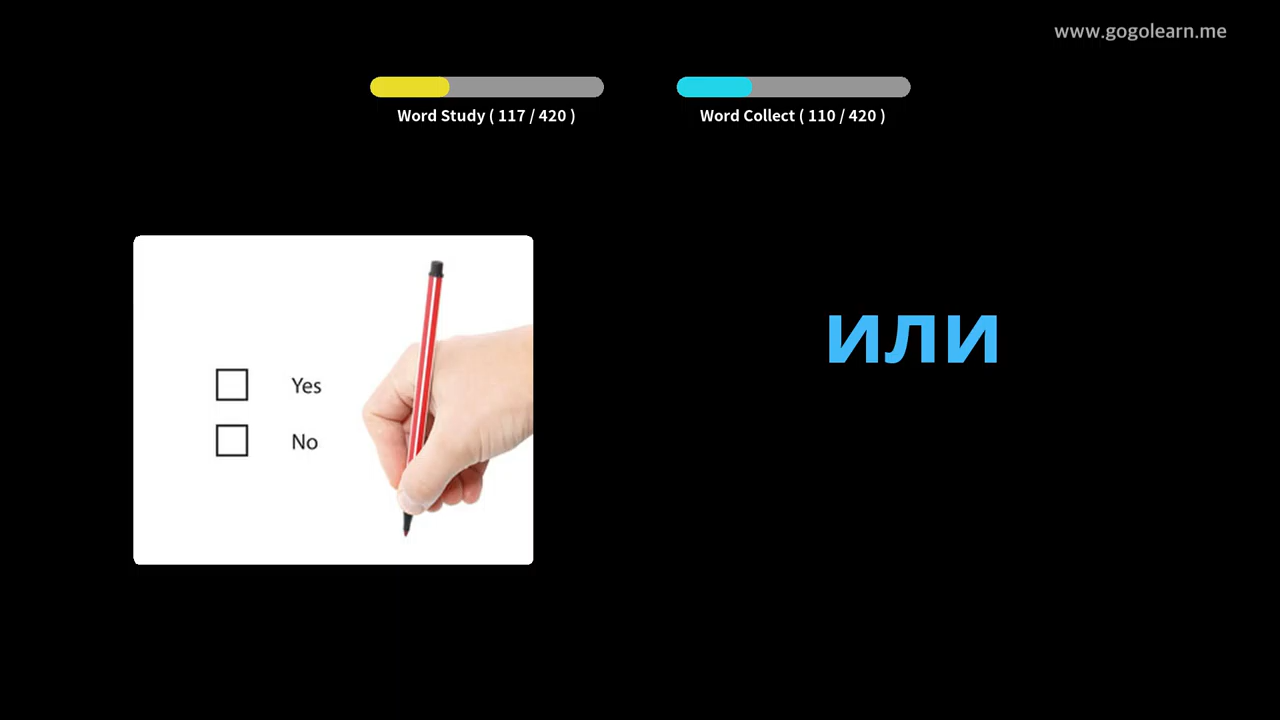 www.gogolearn.me
Word Study ( 117 / 420 )
Word Collect ( 110 / 420 )
Yes
No
или